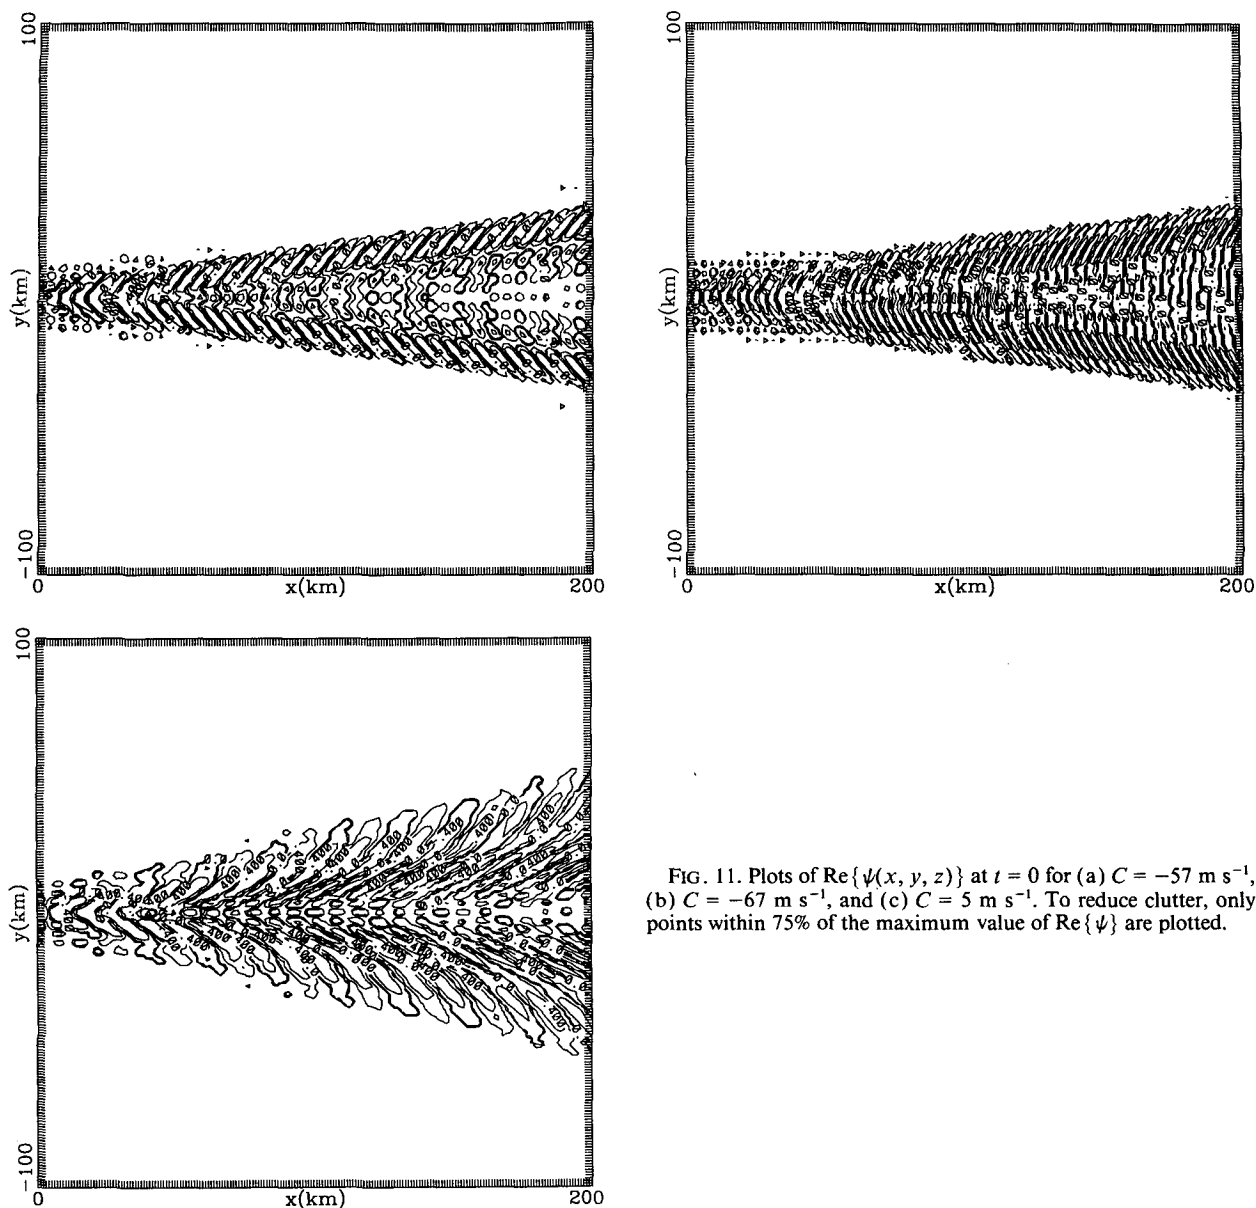 100
y(km)
-100
0
x(km)
200
100
y(km)
-100
0
x(km)
200
100
y(km)
-100
0
x(km)
200
FIG. 11. Plots of Re{ψ(x, y, z)} at t = 0 for (a) C = −57 m s⁻¹,
(b) C = −67 m s⁻¹, and (c) C = 5 m s⁻¹. To reduce clutter, only
points within 75% of the maximum value of Re{ψ} are plotted.